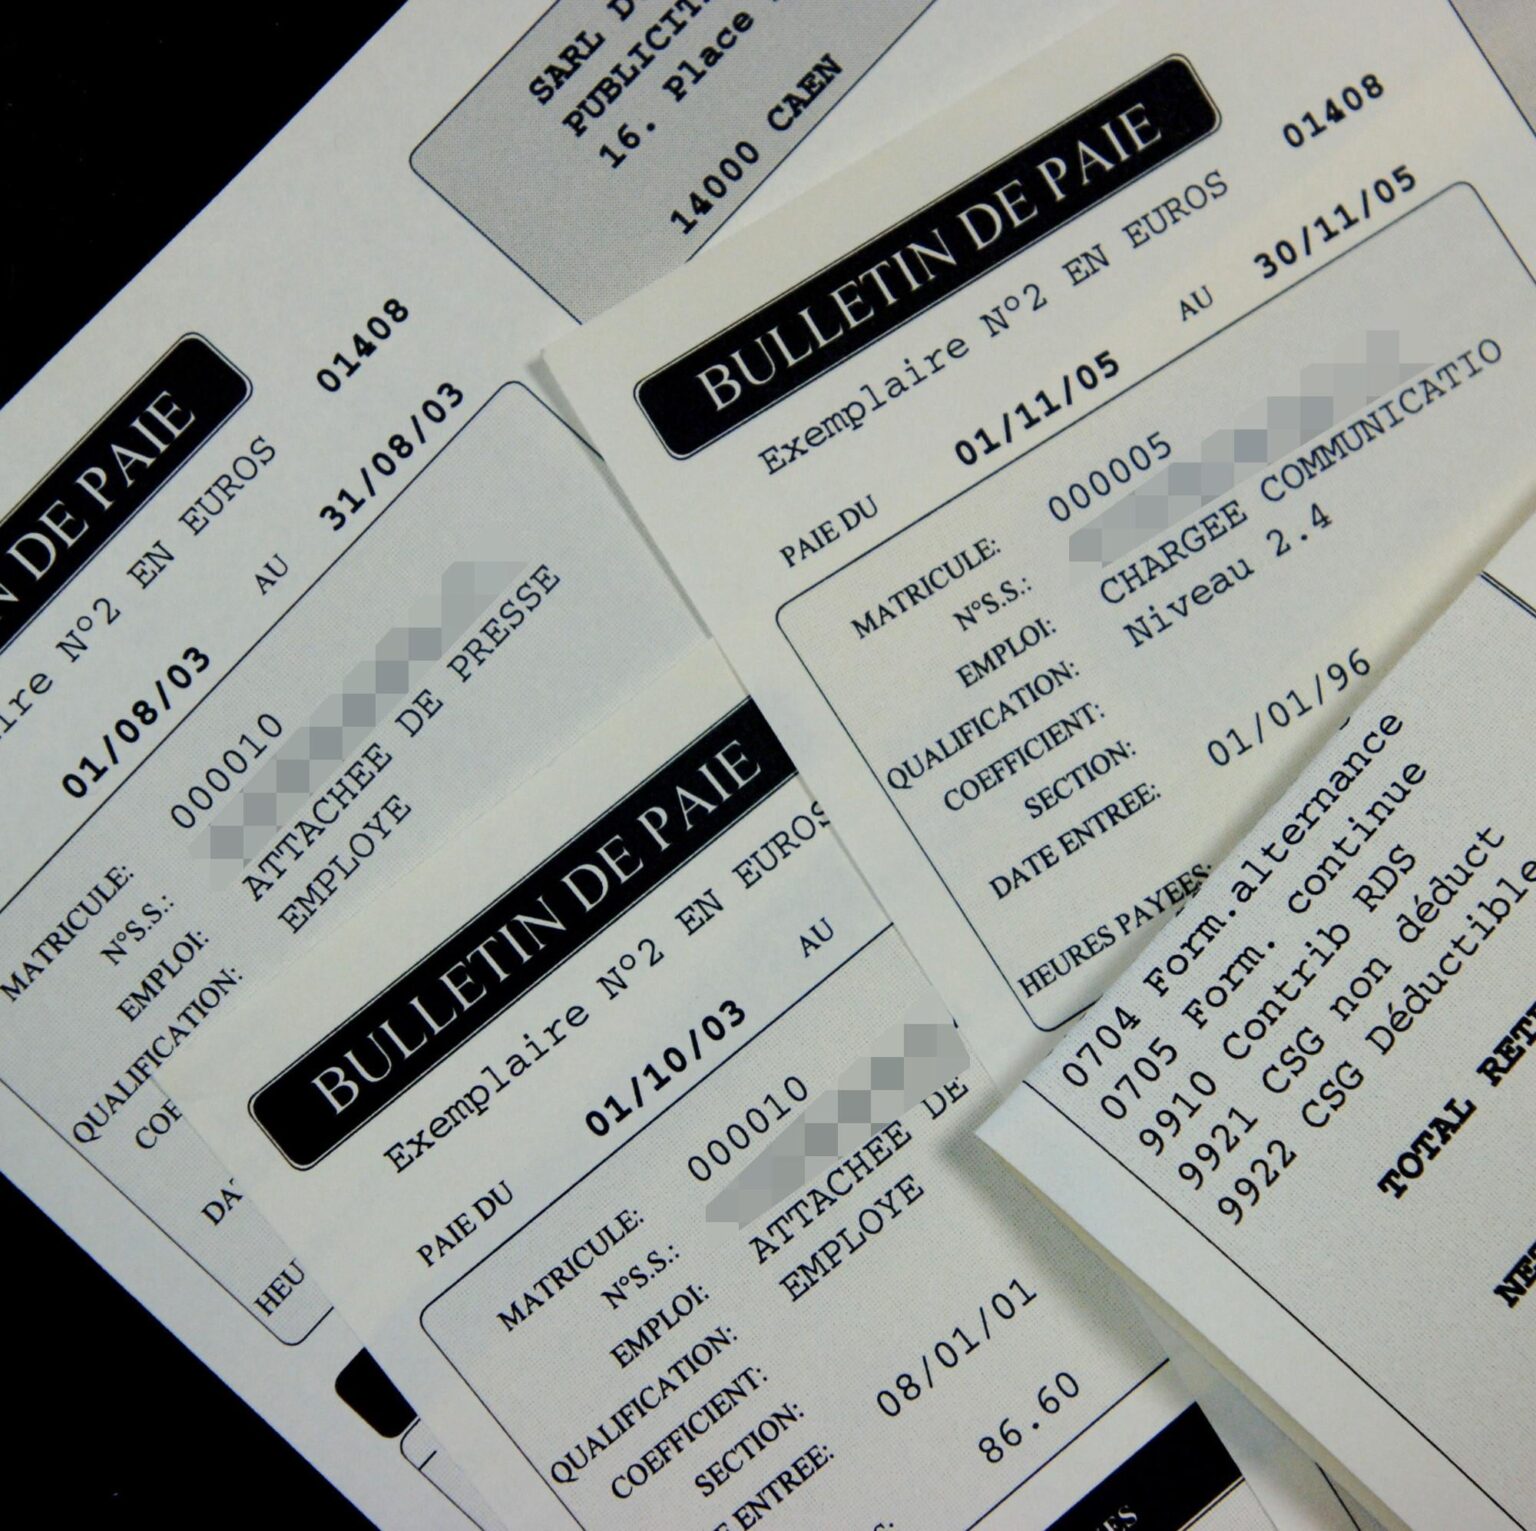 SARL
PUBLICIT
16. Place
14000 CAEN
DE PAIE
01408
N°2 EN EUROS
01/08/03 AU 31/08/03
MATRICULE: 000010
N°S.S.:
EMPLOI: ATTACHEE DE PRESSE
QUALIFICATION: EMPLOYE
BULLETIN DE PAIE
01408
Exemplaire N°2 EN EUROS
PAIE DU 01/11/05 AU 30/11/05
MATRICULE: 000005
N°S.S.:
EMPLOI: CHARGEE COMMUNICATIO
QUALIFICATION: Niveau 2.4
COEFFICIENT:
SECTION:
DATE ENTREE: 01/01/96
HEURES PAYEES:
BULLETIN DE PAIE
Exemplaire N°2 EN EUROS
PAIE DU 01/10/03 AU
MATRICULE: 000010
N°S.S.:
EMPLOI: ATTACHEE DE
QUALIFICATION: EMPLOYE
COEFFICIENT:
SECTION:
ENTREE: 08/01/01
86.60
0704 Form.alternance
0705 Form. continue
9910 Contrib RDS
9921 CSG non déduct
9922 CSG Déductible
TOTAL RET